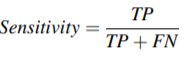 Sensitivity = TP / TP + FN